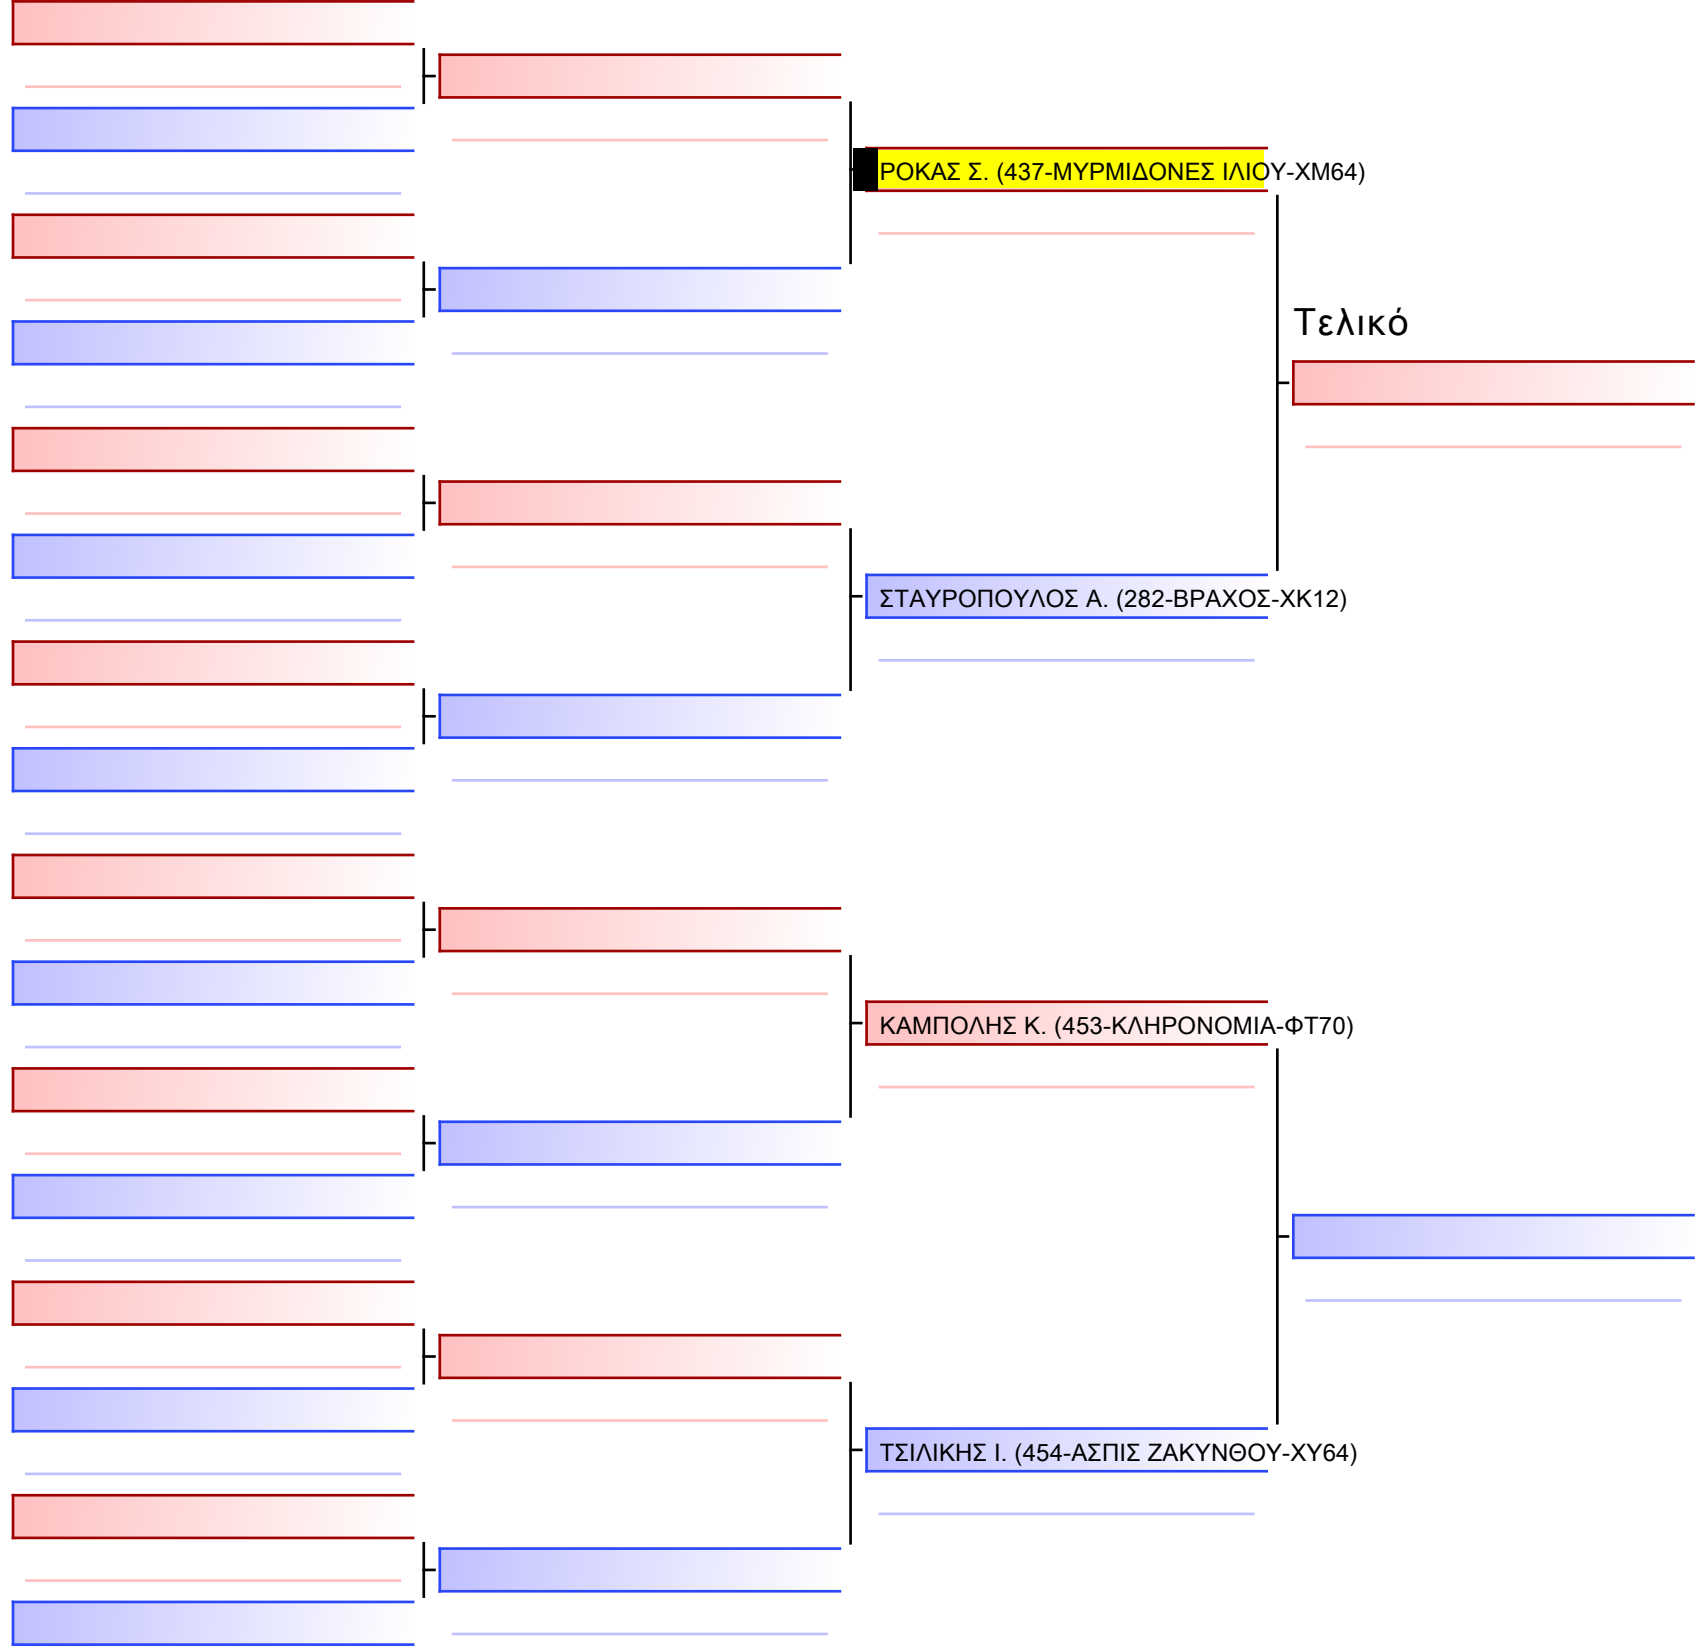 ΡΟΚΑΣ Σ. (437-ΜΥΡΜΙΔΟΝΕΣ ΙΛΙΟΥ-ΧΜ64)
Τελικό
ΣΤΑΥΡΟΠΟΥΛΟΣ Α. (282-ΒΡΑΧΟΣ-ΧΚ12)
ΚΑΜΠΟΛΗΣ Κ. (453-ΚΛΗΡΟΝΟΜΙΑ-ΦΤ70)
ΤΣΙΛΙΚΗΣ Ι. (454-ΑΣΠΙΣ ΖΑΚΥΝΘΟΥ-ΧΥ64)